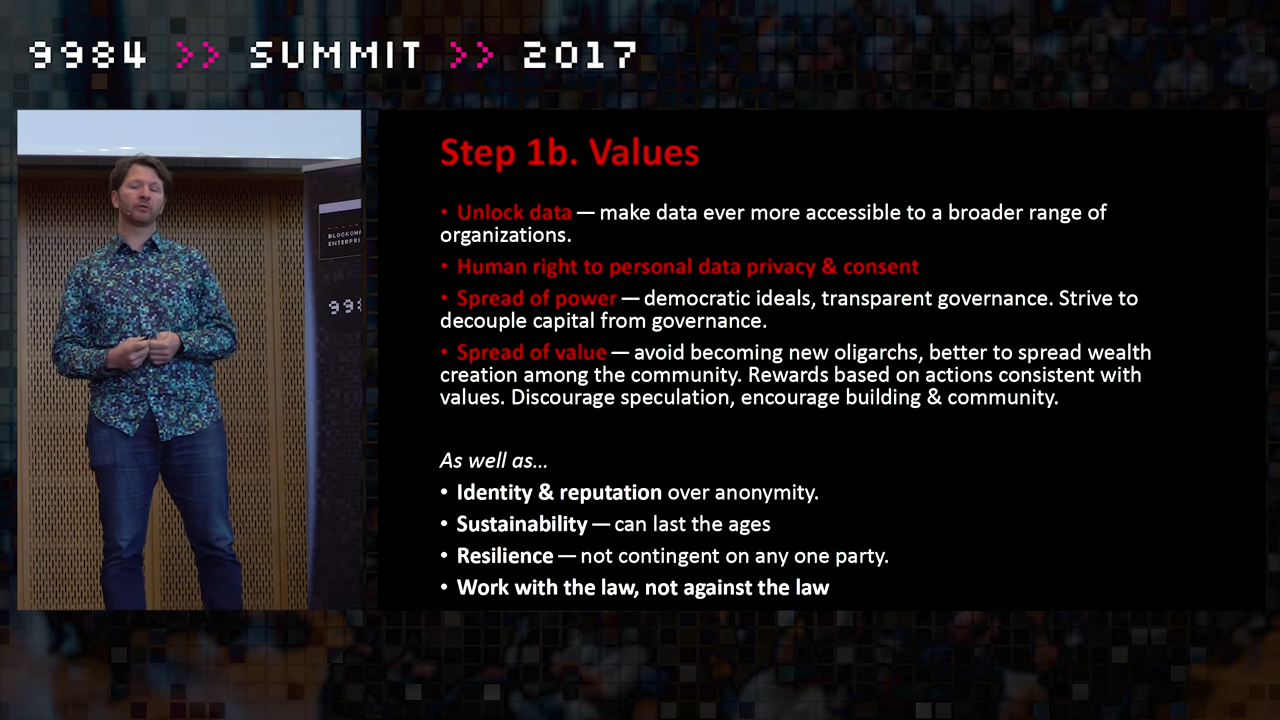 9984 >> SUMMIT >> 2017
Step 1b. Values
• Unlock data — make data ever more accessible to a broader range of
organizations.
• Human right to personal data privacy & consent
• Spread of power — democratic ideals, transparent governance. Strive to
decouple capital from governance.
• Spread of value — avoid becoming new oligarchs, better to spread wealth
creation among the community. Rewards based on actions consistent with
values. Discourage speculation, encourage building & community.
As well as...
• Identity & reputation over anonymity.
• Sustainability — can last the ages
• Resilience — not contingent on any one party.
• Work with the law, not against the law